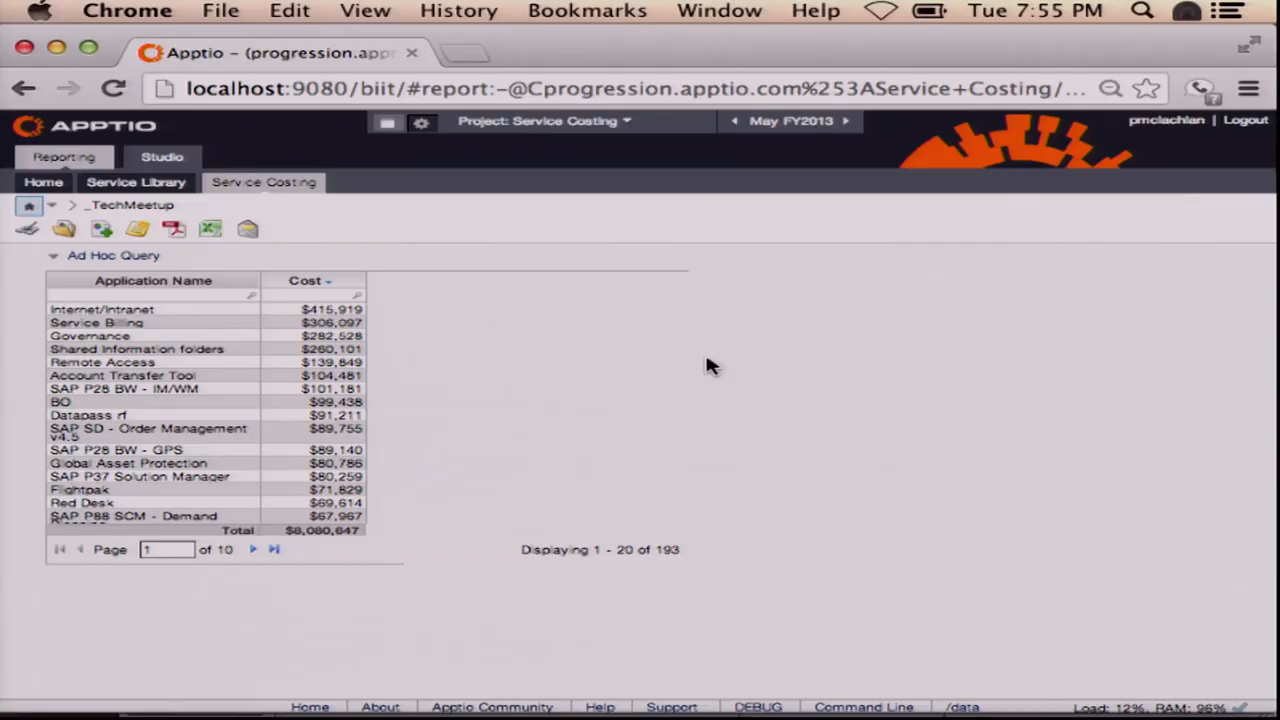 Chrome File Edit View History Bookmarks Window Help Tue 7:55 PM
Apptio – (progression.appt
localhost:9080/biit/#report:-@Cprogression.apptio.com%253AService+Costing/...
APPTIO Project: Service Costing May FY2013 pmclachlan | Logout
Reporting Studio
Home Service Library Service Costing
> _TechMeetup
Ad Hoc Query
Application Name Cost
Internet/Intranet $415,919
Service Billing $306,097
Governance $282,528
Shared Information folders $260,101
Remote Access $139,849
Account Transfer Tool $104,481
SAP P28 BW - IM/WM $101,181
BO $99,438
Datapass rf $91,211
SAP SD - Order Management $89,755
v4.5
SAP P28 BW - GPS $89,140
Global Asset Protection $80,786
SAP P37 Solution Manager $80,259
Flightpak $71,829
Red Desk $69,614
SAP P88 SCM - Demand $67,967
Total $8,080,647
Page 1 of 10 Displaying 1 - 20 of 193
Home About Apptio Community Help Support DEBUG Command Line /data Load: 12%, RAM: 96%